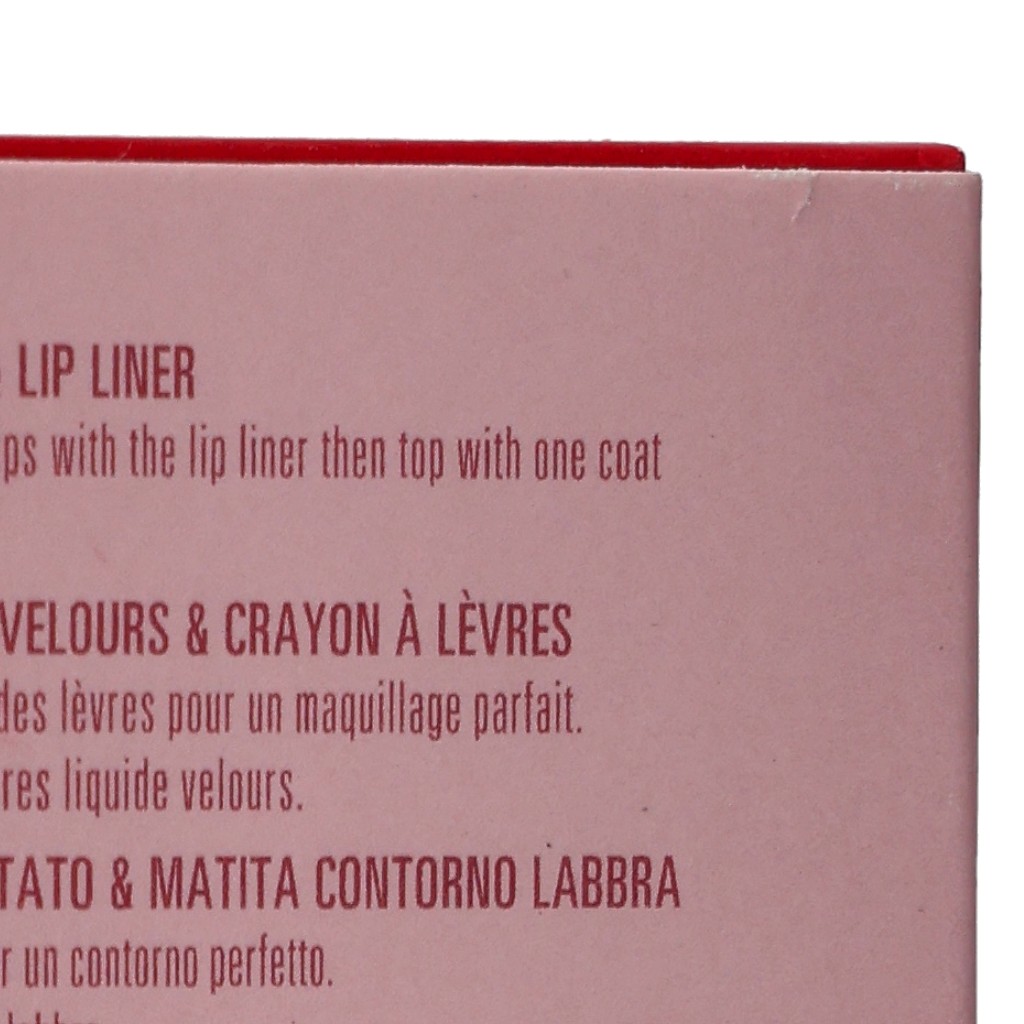 LIP LINER
ps with the lip liner then top with one coat
VELOURS & CRAYON À LÈVRES
des lèvres pour un maquillage parfait.
res liquide velours.
TATO & MATITA CONTORNO LABBRA
r un contorno perfetto.